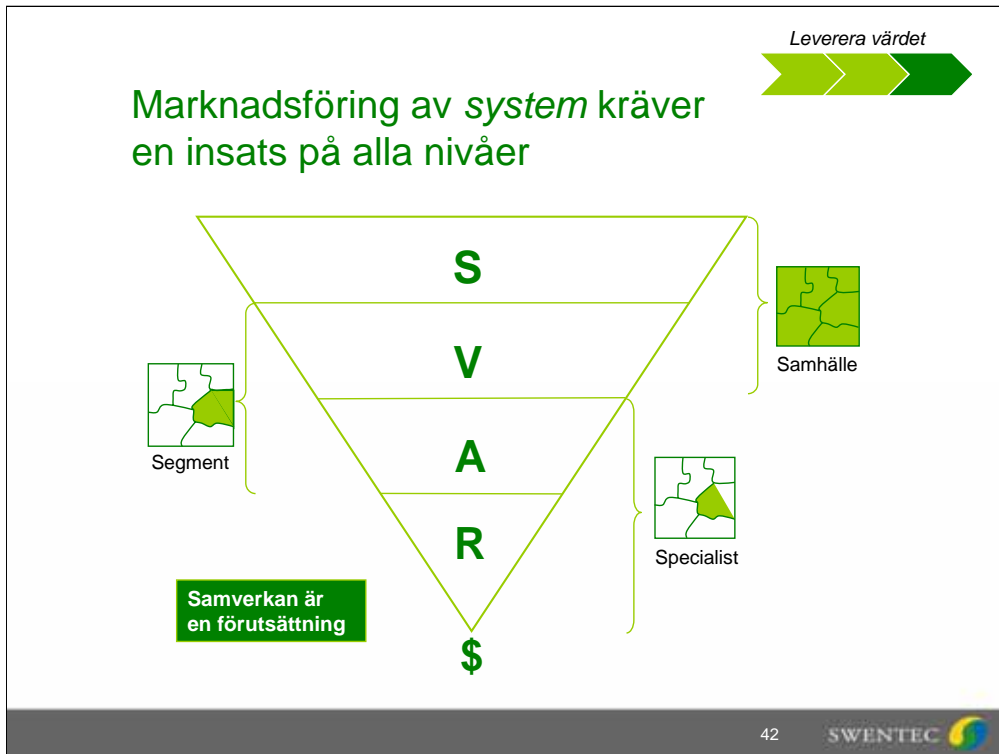 Leverera värdet
Marknadsföring av system kräver
en insats på alla nivåer
S
V
A
R
$
Samhälle
Segment
Specialist
Samverkan är
en förutsättning
42
SWENTEC